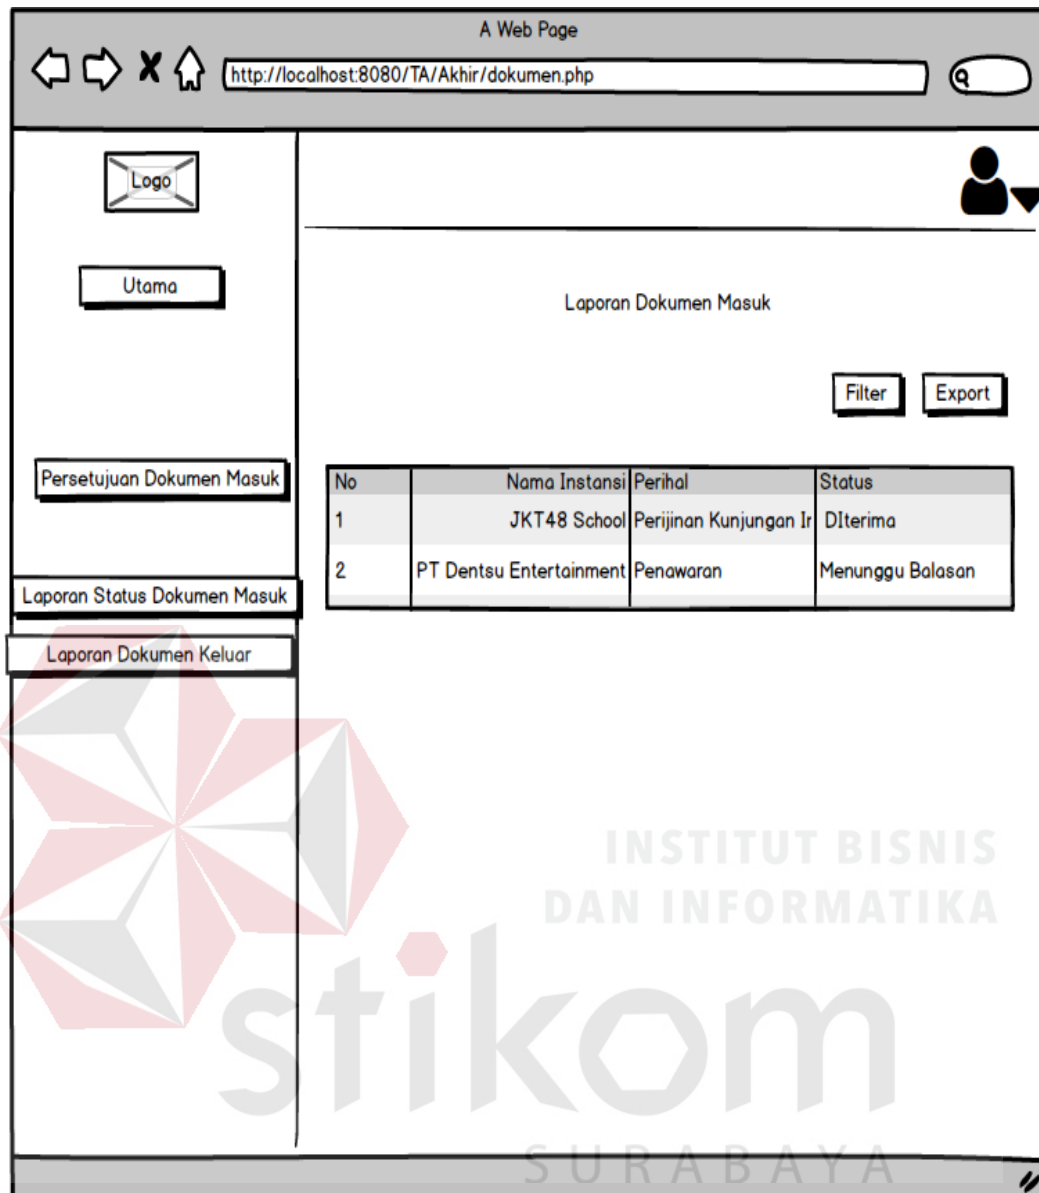 A Web Page
http://localhost:8080/TA/Akhir/dokumen.php
Logo
Utama
Persetujuan Dokumen Masuk
Laporan Status Dokumen Masuk
Laporan Dokumen Keluar
Laporan Dokumen Masuk
Filter Export
No Nama Instansi Perihal Status
1 JKT48 School Perijinan Kunjungan Ir DIterima
2 PT Dentsu Entertainment Penawaran Menunggu Balasan
INSTITUT BISNIS
DAN INFORMATIKA
stikom
SURABAYA